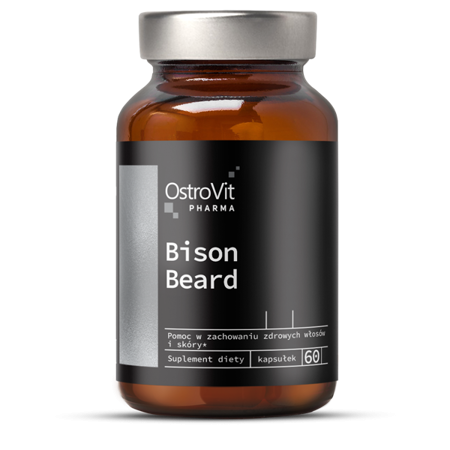 OstroVit
PHARMA
Bison
Beard
Pomoc w zachowaniu zdrowych włosów
i skóry*
Suplement diety kapsułek 60